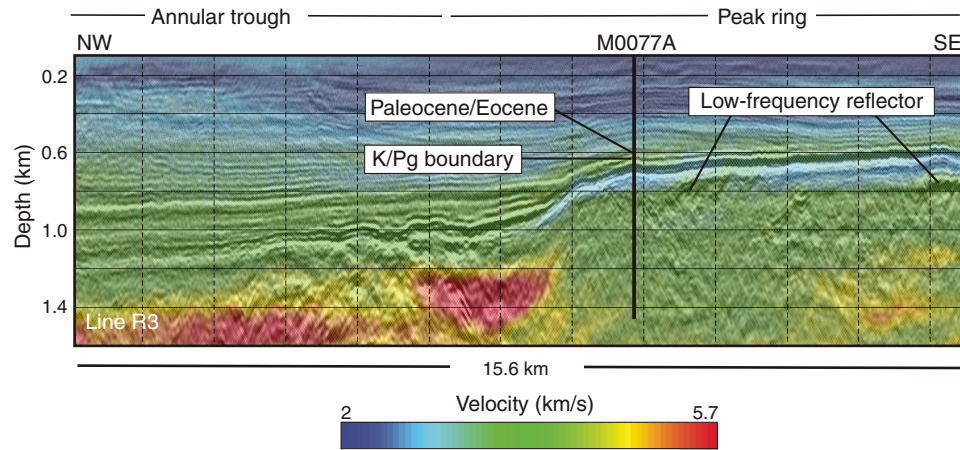 Annular trough
Peak ring
NW
M0077A
SE
0.2
Paleocene/Eocene
Low-frequency reflector
0.6
K/Pg boundary
Depth (km)
1.0
1.4
Line R3
15.6 km
Velocity (km/s)
2
5.7